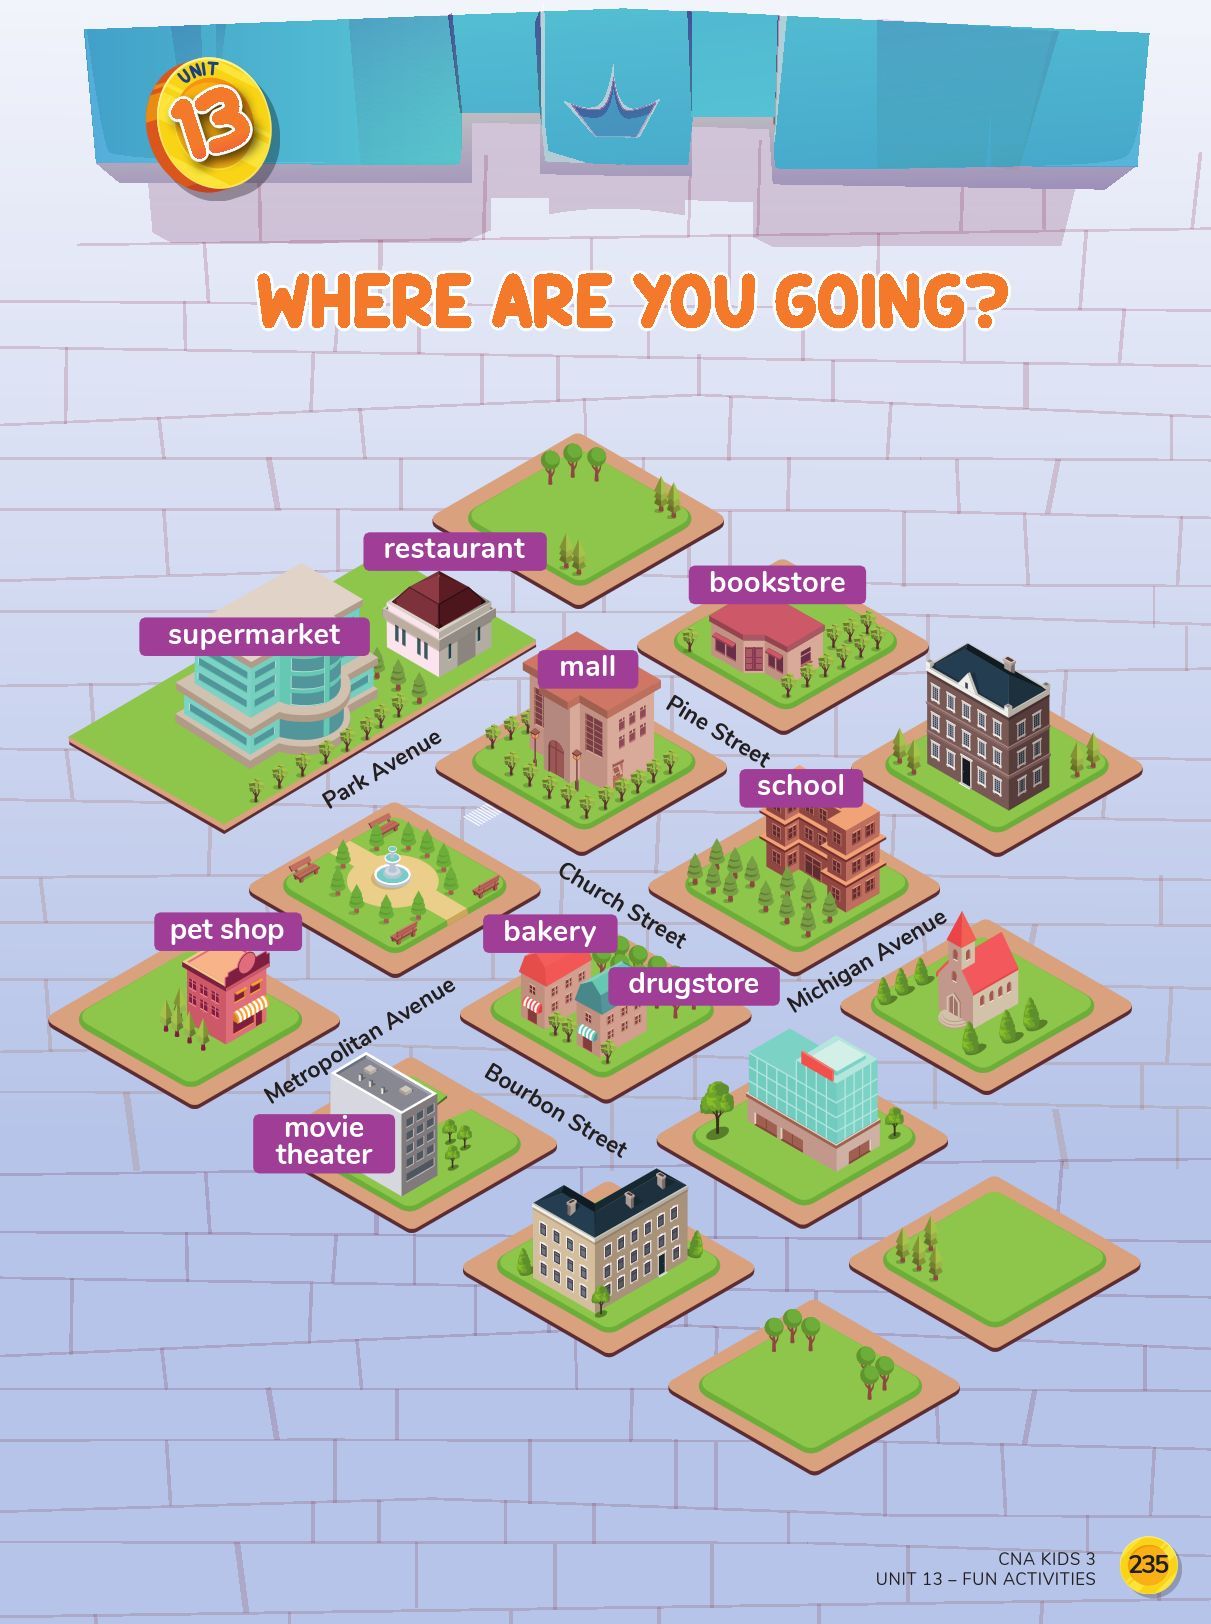 UNIT
13
WHERE ARE YOU GOING?
restaurant
bookstore
supermarket
mall
Pine Street
Park Avenue
school
Church Street
pet shop
bakery
Michigan Avenue
drugstore
Metropolitan Avenue
Bourbon Street
movie
theater
CNA KIDS 3
UNIT 13 – FUN ACTIVITIES
235